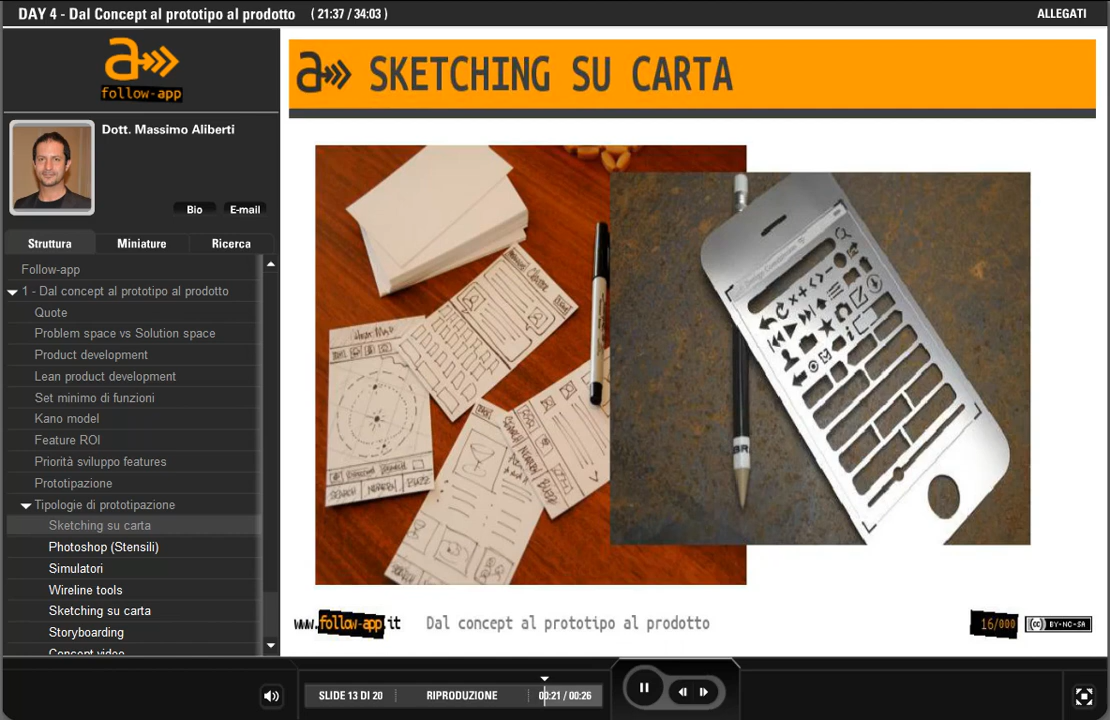 DAY 4 - Dal Concept al prototipo al prodotto ( 21:37 / 34:03 )
ALLEGATI
follow-app
Dott. Massimo Aliberti
Bio
E-mail
Struttura
Miniature
Ricerca
Follow-app
1 - Dal concept al prototipo al prodotto
Quote
Problem space vs Solution space
Product development
Lean product development
Set minimo di funzioni
Kano model
Feature ROI
Priorità sviluppo features
Prototipazione
Tipologie di prototipazione
Sketching su carta
Photoshop (Stensili)
Simulatori
Wireline tools
Sketching su carta
Storyboarding
Concept video
a SKETCHING SU CARTA
SEARCH
www.follow-app.it
Dal concept al prototipo al prodotto
16/000
(cc) BY-NC-SA
SLIDE 13 DI 20
RIPRODUZIONE
00:21 / 00:26